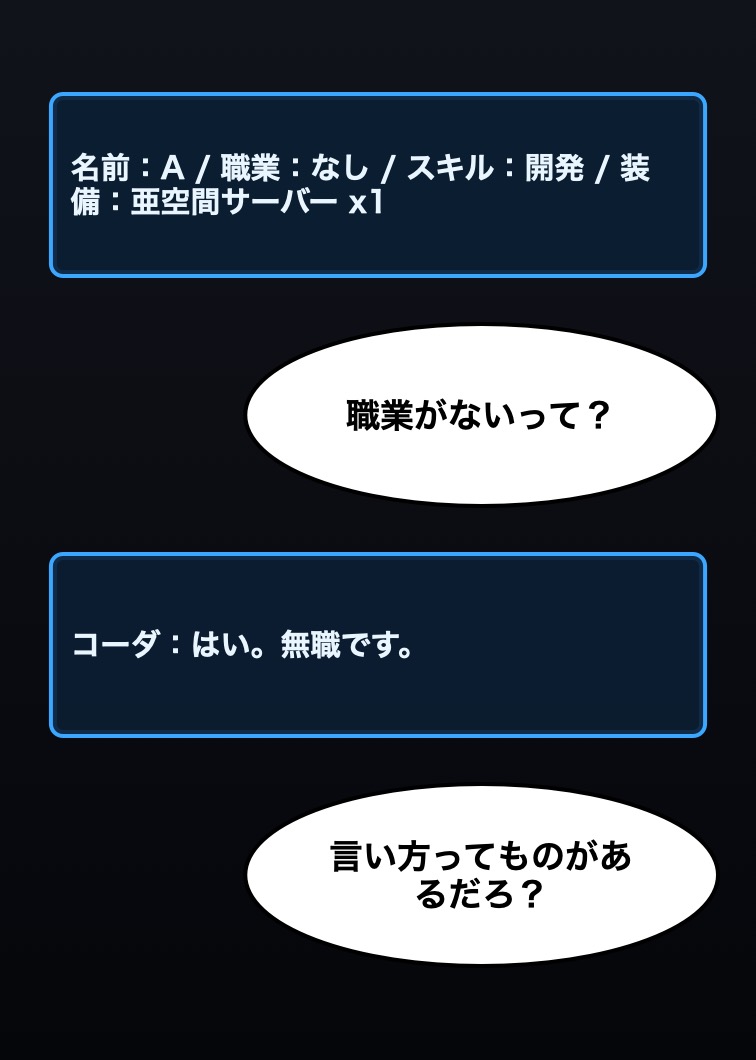 名前：A / 職業：なし / スキル：開発 / 装
備：亜空間サーバー x1
職業がないって？
コーダ：はい。無職です。
言い方ってものがあ
るだろ？